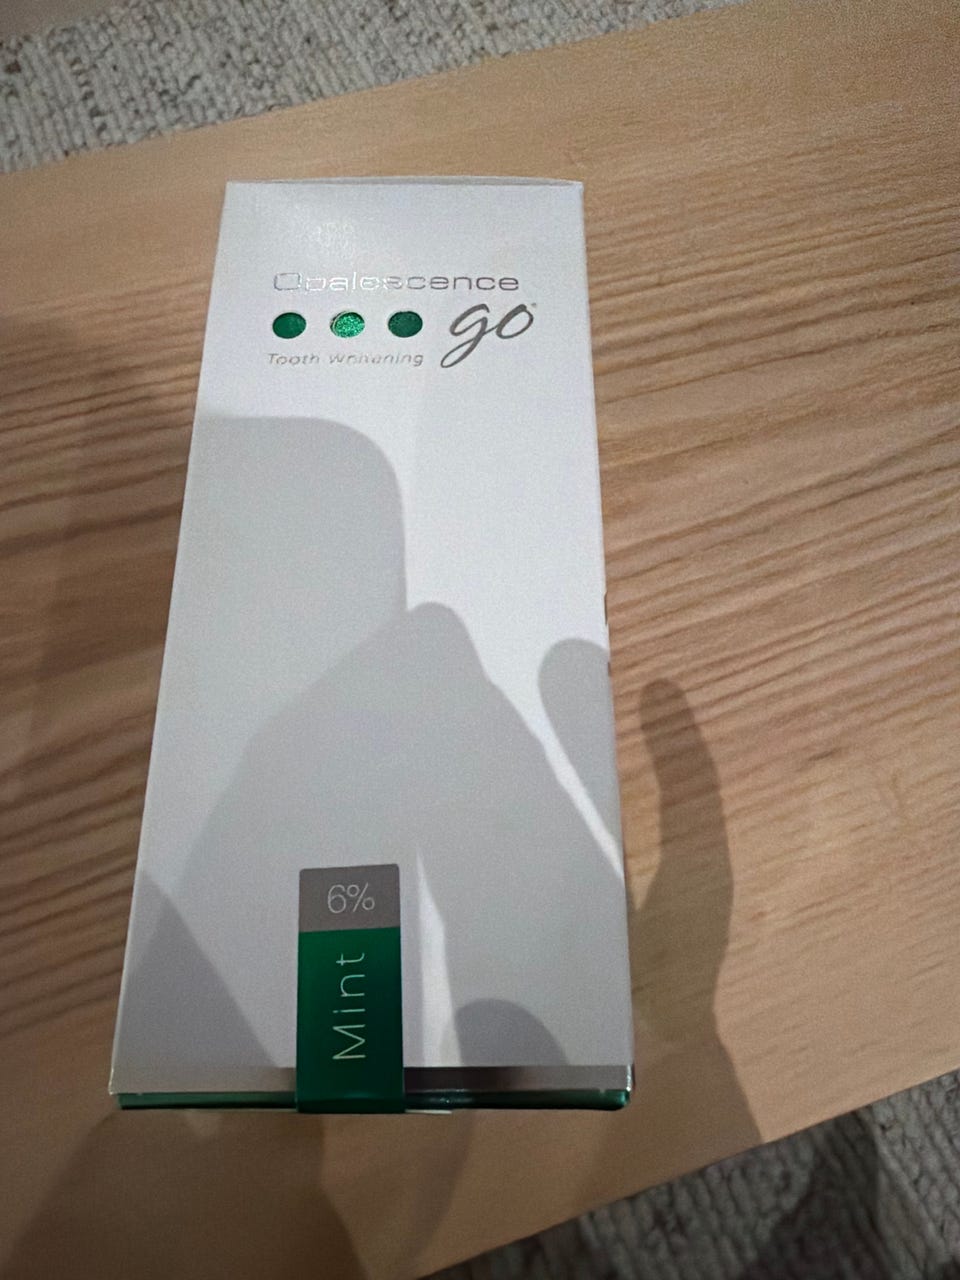 Opalescence
go
Tooth Whitening
6%
Mint